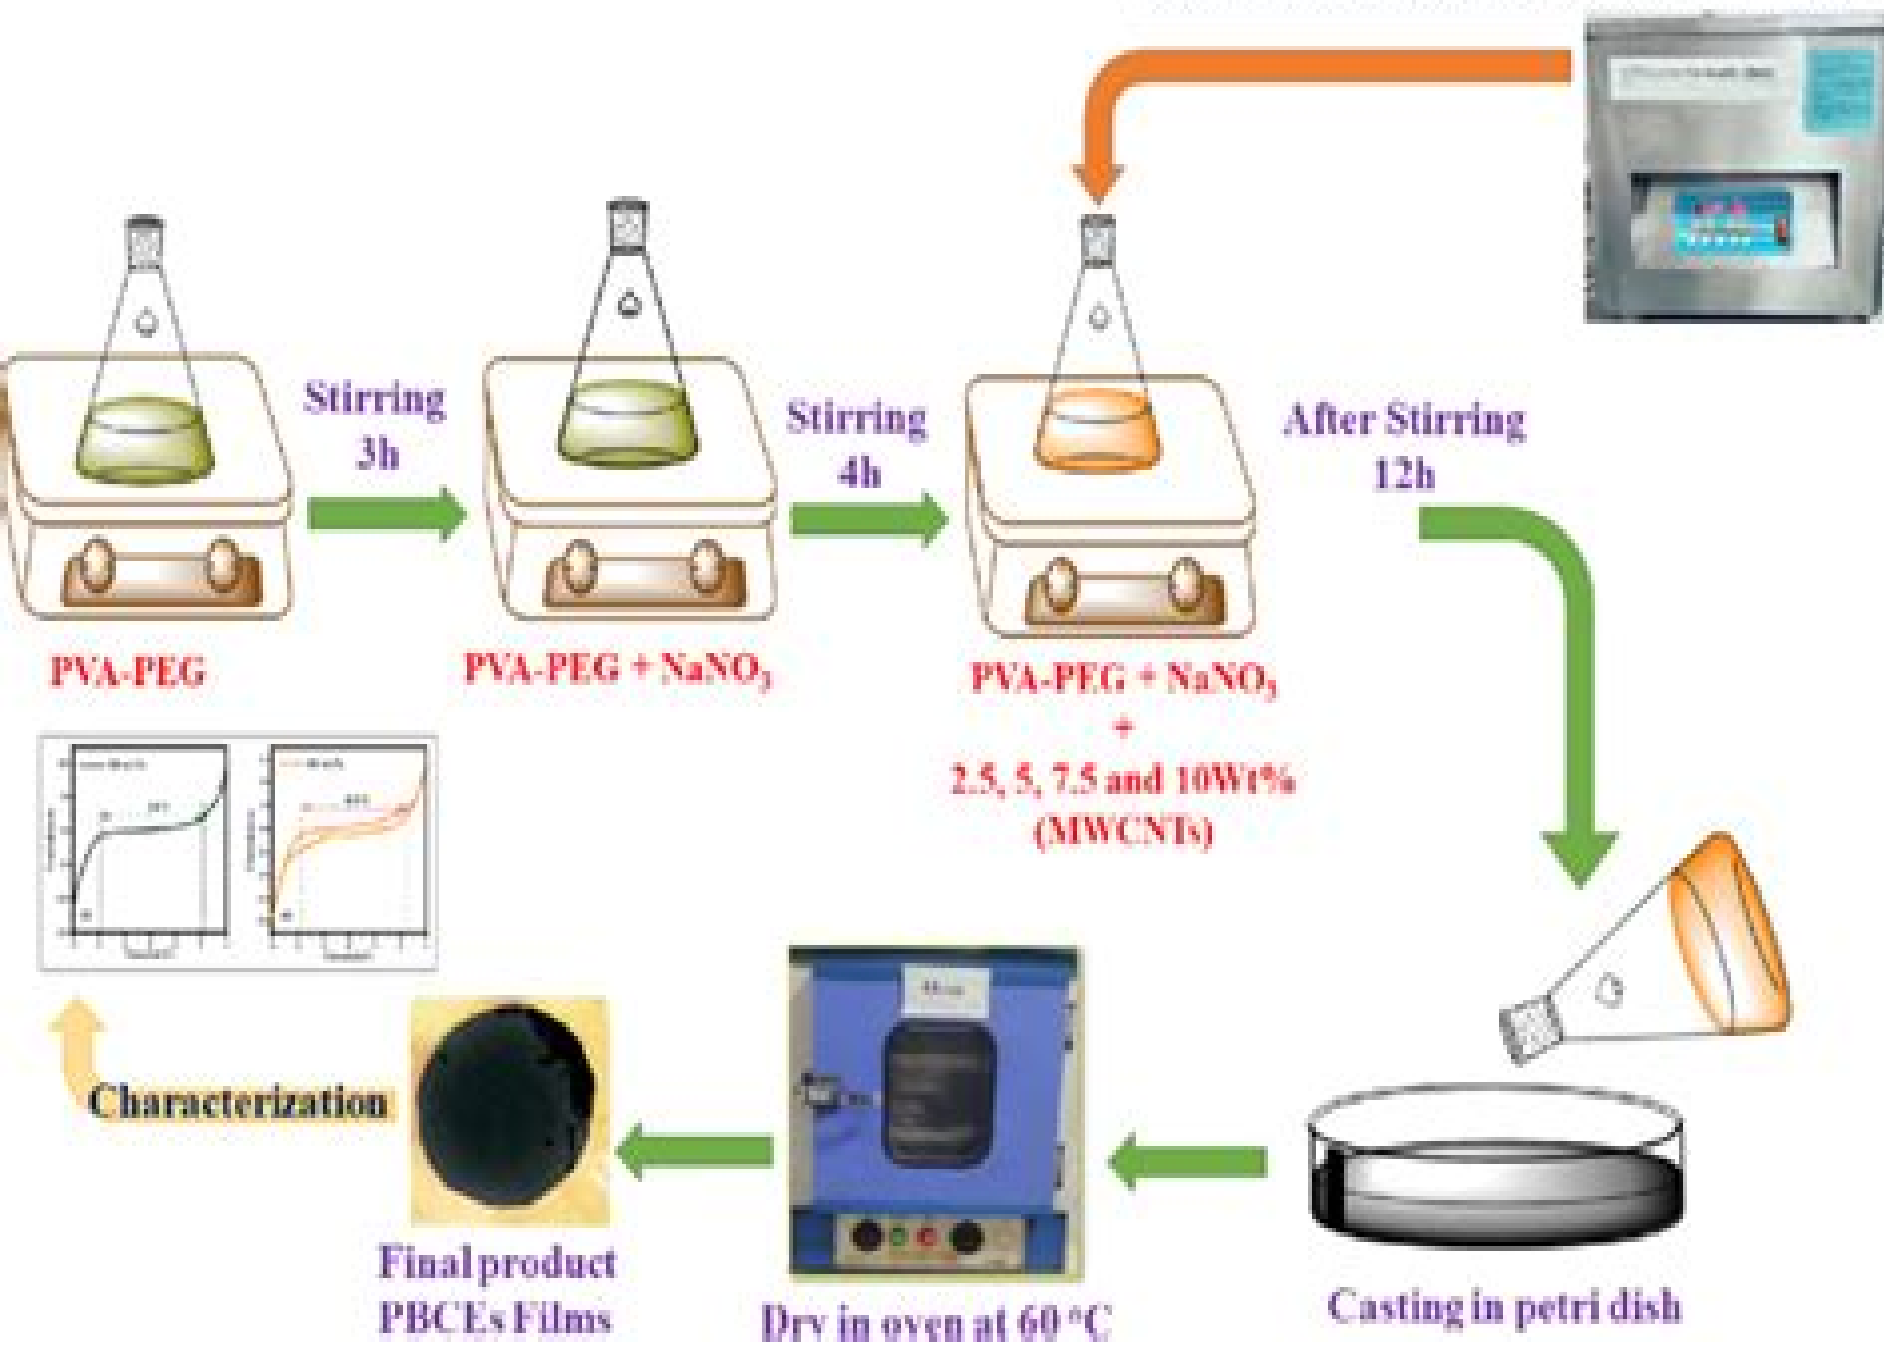 Stirring
3h
Stirring
4h
After Stirring
12h
PVA-PEG
PVA-PEG + NaNO₃
PVA-PEG + NaNO₃
+
2.5, 5, 7.5 and 10Wt%
(MWCNTs)
Characterization
Final product
PBCEs Films
Dry in oven at 60 °C
Casting in petri dish